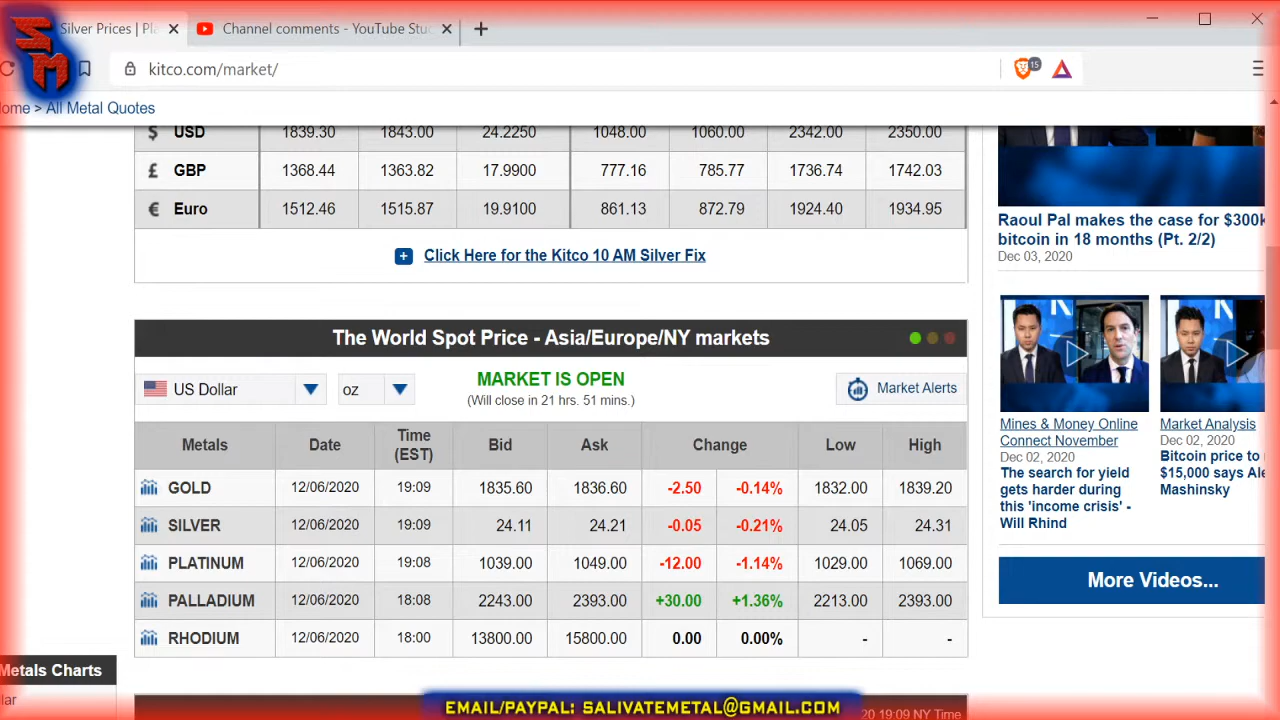 SM
Silver Prices | Pl
Channel comments - YouTube Stu
kitco.com/market/
15
ome > All Metal Quotes
$ USD 1839.30 1843.00 24.2250 1048.00 1060.00 2342.00 2350.00
£ GBP 1368.44 1363.82 17.9900 777.16 785.77 1736.74 1742.03
€ Euro 1512.46 1515.87 19.9100 861.13 872.79 1924.40 1934.95
Click Here for the Kitco 10 AM Silver Fix
The World Spot Price - Asia/Europe/NY markets
US Dollar
oz
MARKET IS OPEN
(Will close in 21 hrs. 51 mins.)
Market Alerts
Metals Date Time (EST) Bid Ask Change Low High
GOLD 12/06/2020 19:09 1835.60 1836.60 -2.50 -0.14% 1832.00 1839.20
SILVER 12/06/2020 19:09 24.11 24.21 -0.05 -0.21% 24.05 24.31
PLATINUM 12/06/2020 19:08 1039.00 1049.00 -12.00 -1.14% 1029.00 1069.00
PALLADIUM 12/06/2020 18:08 2243.00 2393.00 +30.00 +1.36% 2213.00 2393.00
RHODIUM 12/06/2020 18:00 13800.00 15800.00 0.00 0.00% - -
Raoul Pal makes the case for $300k
bitcoin in 18 months (Pt. 2/2)
Dec 03, 2020
Mines & Money Online
Connect November
Dec 02, 2020
The search for yield
gets harder during
this 'income crisis' -
Will Rhind
Market Analysis
Dec 02, 2020
Bitcoin price to
$15,000 says Ale
Mashinsky
More Videos...
Metals Charts
lar
EMAIL/PAYPAL: SALIVATEMETAL@GMAIL.COM
20 19:09 NY Time